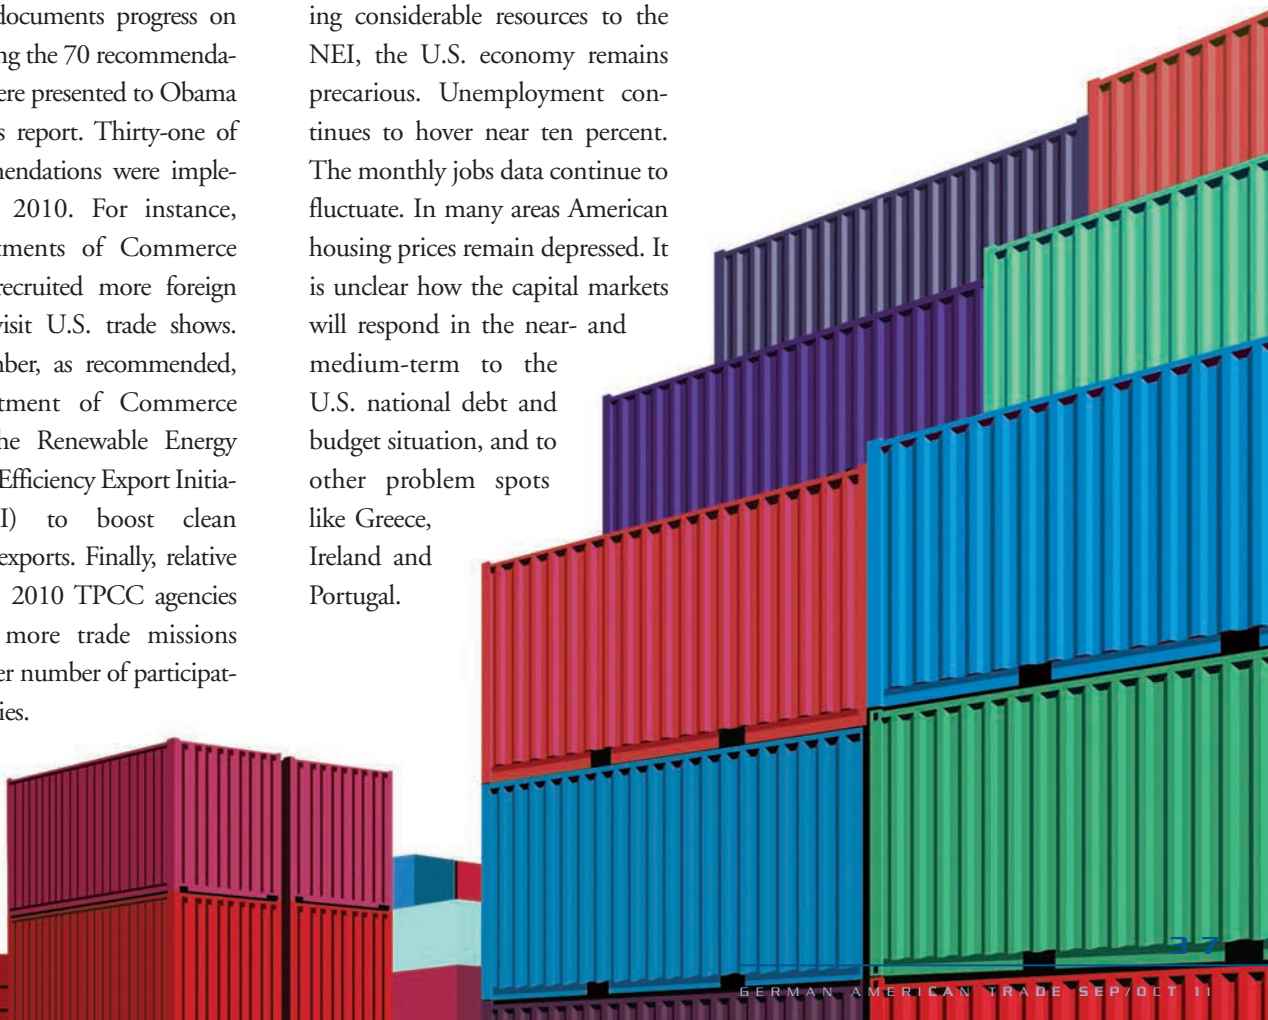 documents progress on
ng the 70 recommenda-
ere presented to Obama
s report. Thirty-one of
mendations were imple-
2010. For instance,
tments of Commerce
recruited more foreign
visit U.S. trade shows.
mber, as recommended,
tment of Commerce
he Renewable Energy
Efficiency Export Initia-
I) to boost clean
exports. Finally, relative
2010 TPCC agencies
more trade missions
er number of participat-
ies.
ing considerable resources to the
NEI, the U.S. economy remains
precarious. Unemployment con-
tinues to hover near ten percent.
The monthly jobs data continue to
fluctuate. In many areas American
housing prices remain depressed. It
is unclear how the capital markets
will respond in the near- and
medium-term to the
U.S. national debt and
budget situation, and to
other problem spots
like Greece,
Ireland and
Portugal.
37
GERMAN AMERICAN TRADE SEP/OCT 11